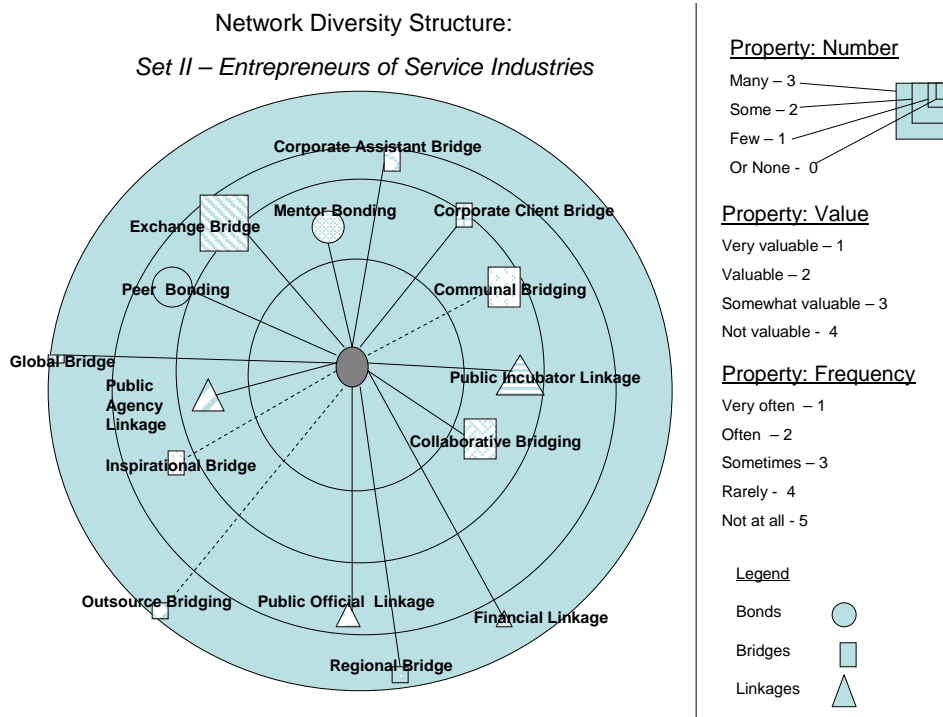 Network Diversity Structure:
Set II – Entrepreneurs of Service Industries
Corporate Assistant Bridge
Mentor Bonding
Corporate Client Bridge
Exchange Bridge
Peer Bonding
Communal Bridging
Global Bridge
Public
Agency
Linkage
Public Incubator Linkage
Collaborative Bridging
Inspirational Bridge
Outsource Bridging
Public Official Linkage
Financial Linkage
Regional Bridge
Property: Number
Many – 3
Some – 2
Few – 1
Or None - 0
Property: Value
Very valuable – 1
Valuable – 2
Somewhat valuable – 3
Not valuable - 4
Property: Frequency
Very often – 1
Often – 2
Sometimes – 3
Rarely - 4
Not at all - 5
Legend
Bonds
Bridges
Linkages